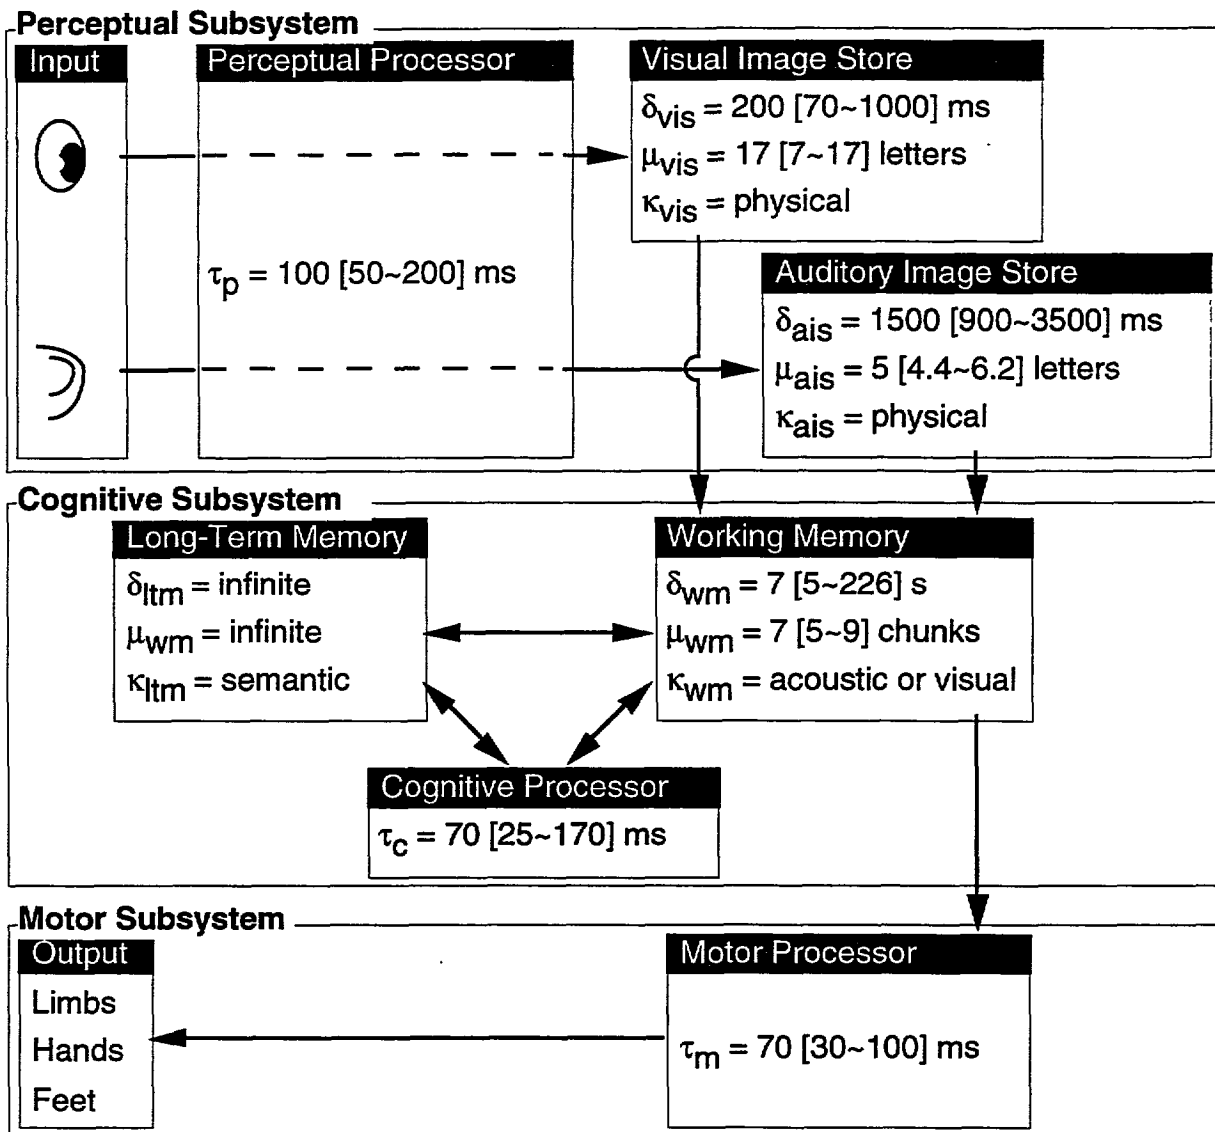 Perceptual Subsystem
Input
Perceptual Processor
τp = 100 [50~200] ms
Visual Image Store
δvis = 200 [70~1000] ms
μvis = 17 [7~17] letters
κvis = physical
Auditory Image Store
δais = 1500 [900~3500] ms
μais = 5 [4.4~6.2] letters
κais = physical
Cognitive Subsystem
Long-Term Memory
δltm = infinite
μwm = infinite
κltm = semantic
Working Memory
δwm = 7 [5~226] s
μwm = 7 [5~9] chunks
κwm = acoustic or visual
Cognitive Processor
τc = 70 [25~170] ms
Motor Subsystem
Output
Limbs
Hands
Feet
Motor Processor
τm = 70 [30~100] ms